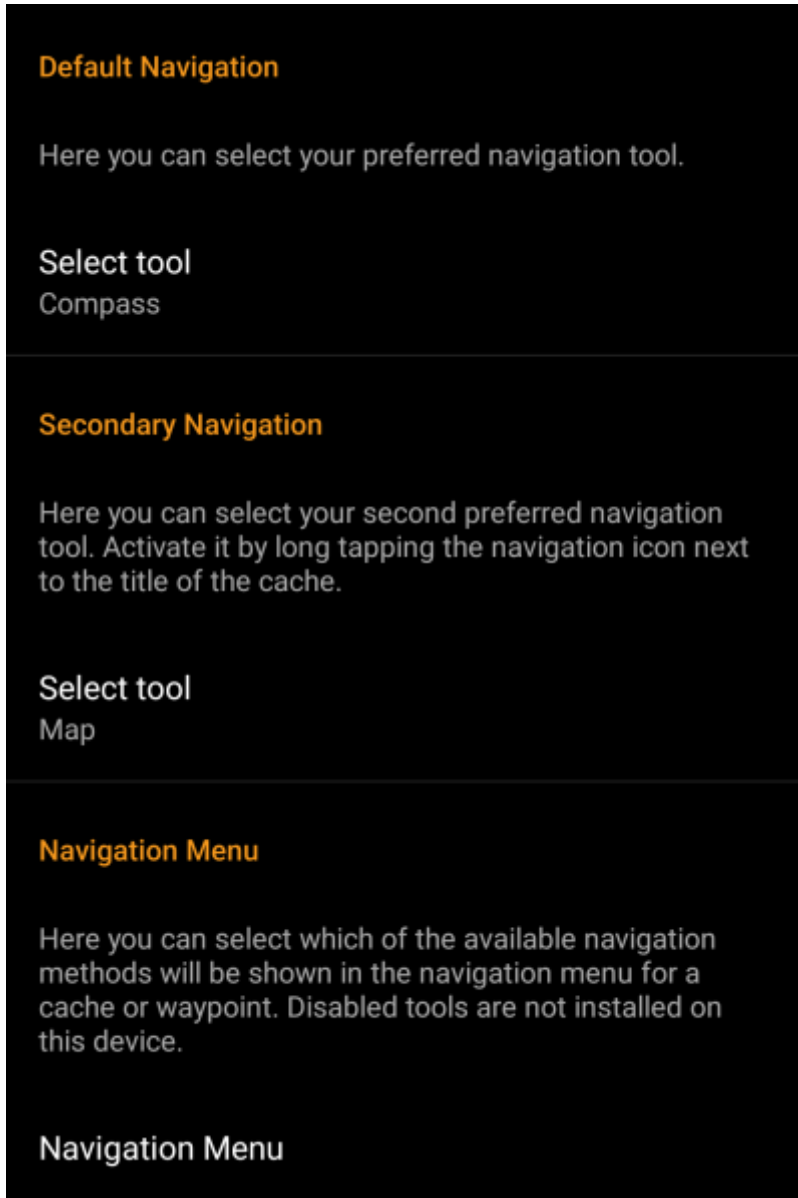 Default Navigation
Here you can select your preferred navigation tool.
Select tool
Compass
Secondary Navigation
Here you can select your second preferred navigation
tool. Activate it by long tapping the navigation icon next
to the title of the cache.
Select tool
Map
Navigation Menu
Here you can select which of the available navigation
methods will be shown in the navigation menu for a
cache or waypoint. Disabled tools are not installed on
this device.
Navigation Menu